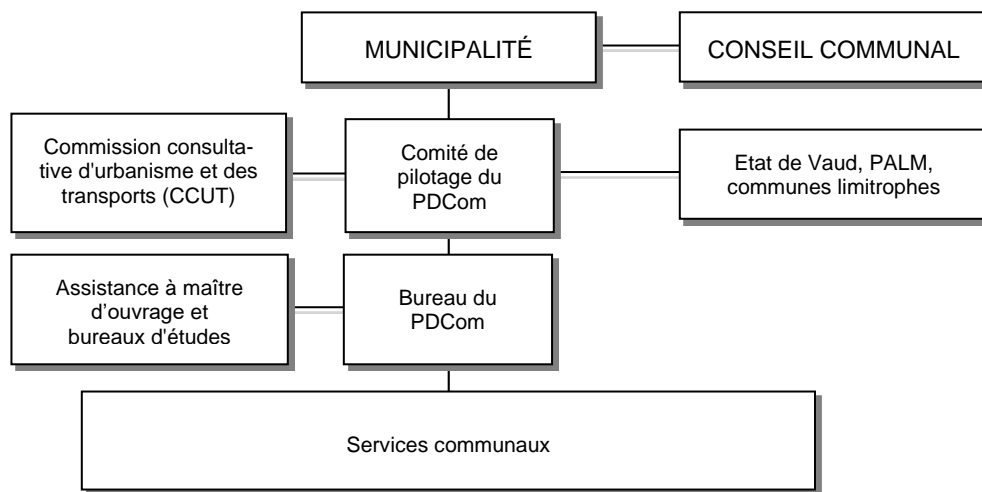 MUNICIPALITÉ
CONSEIL COMMUNAL
Commission consulta-
tive d'urbanisme et des
transports (CCUT)
Comité de
pilotage du
PDCom
Etat de Vaud, PALM,
communes limitrophes
Assistance à maître
d’ouvrage et
bureaux d'études
Bureau du
PDCom
Services communaux